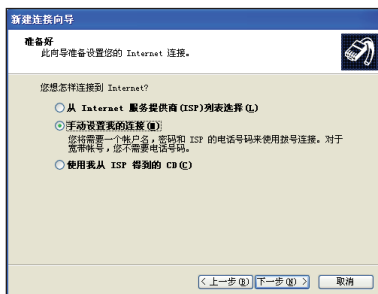 新建连接向导
准备好
此向导准备设置您的 Internet 连接。
您想怎样连接到 Internet?
从 Internet 服务提供商(ISP)列表选择(L)
手动设置我的连接(M)
您将需要一个帐户名,密码和 ISP 的电话号码来使用拨号连接。对于
宽带帐号,您不需要电话号码。
使用我从 ISP 得到的 CD(C)
< 上一步(B) 下一步(N) > 取消